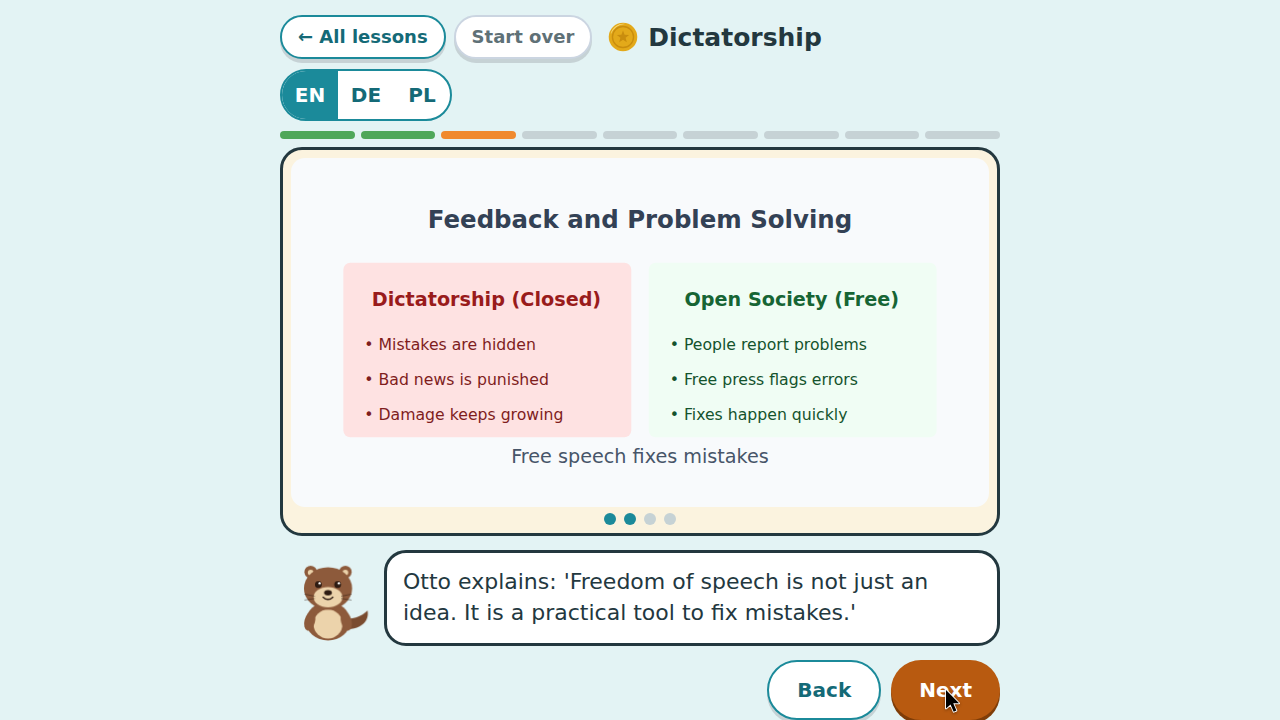 ← All lessons
Start over
Dictatorship
EN
DE
PL
Feedback and Problem Solving
Dictatorship (Closed)
• Mistakes are hidden
• Bad news is punished
• Damage keeps growing
Open Society (Free)
• People report problems
• Free press flags errors
• Fixes happen quickly
Free speech fixes mistakes
Otto explains: 'Freedom of speech is not just an
idea. It is a practical tool to fix mistakes.'
Back
Next